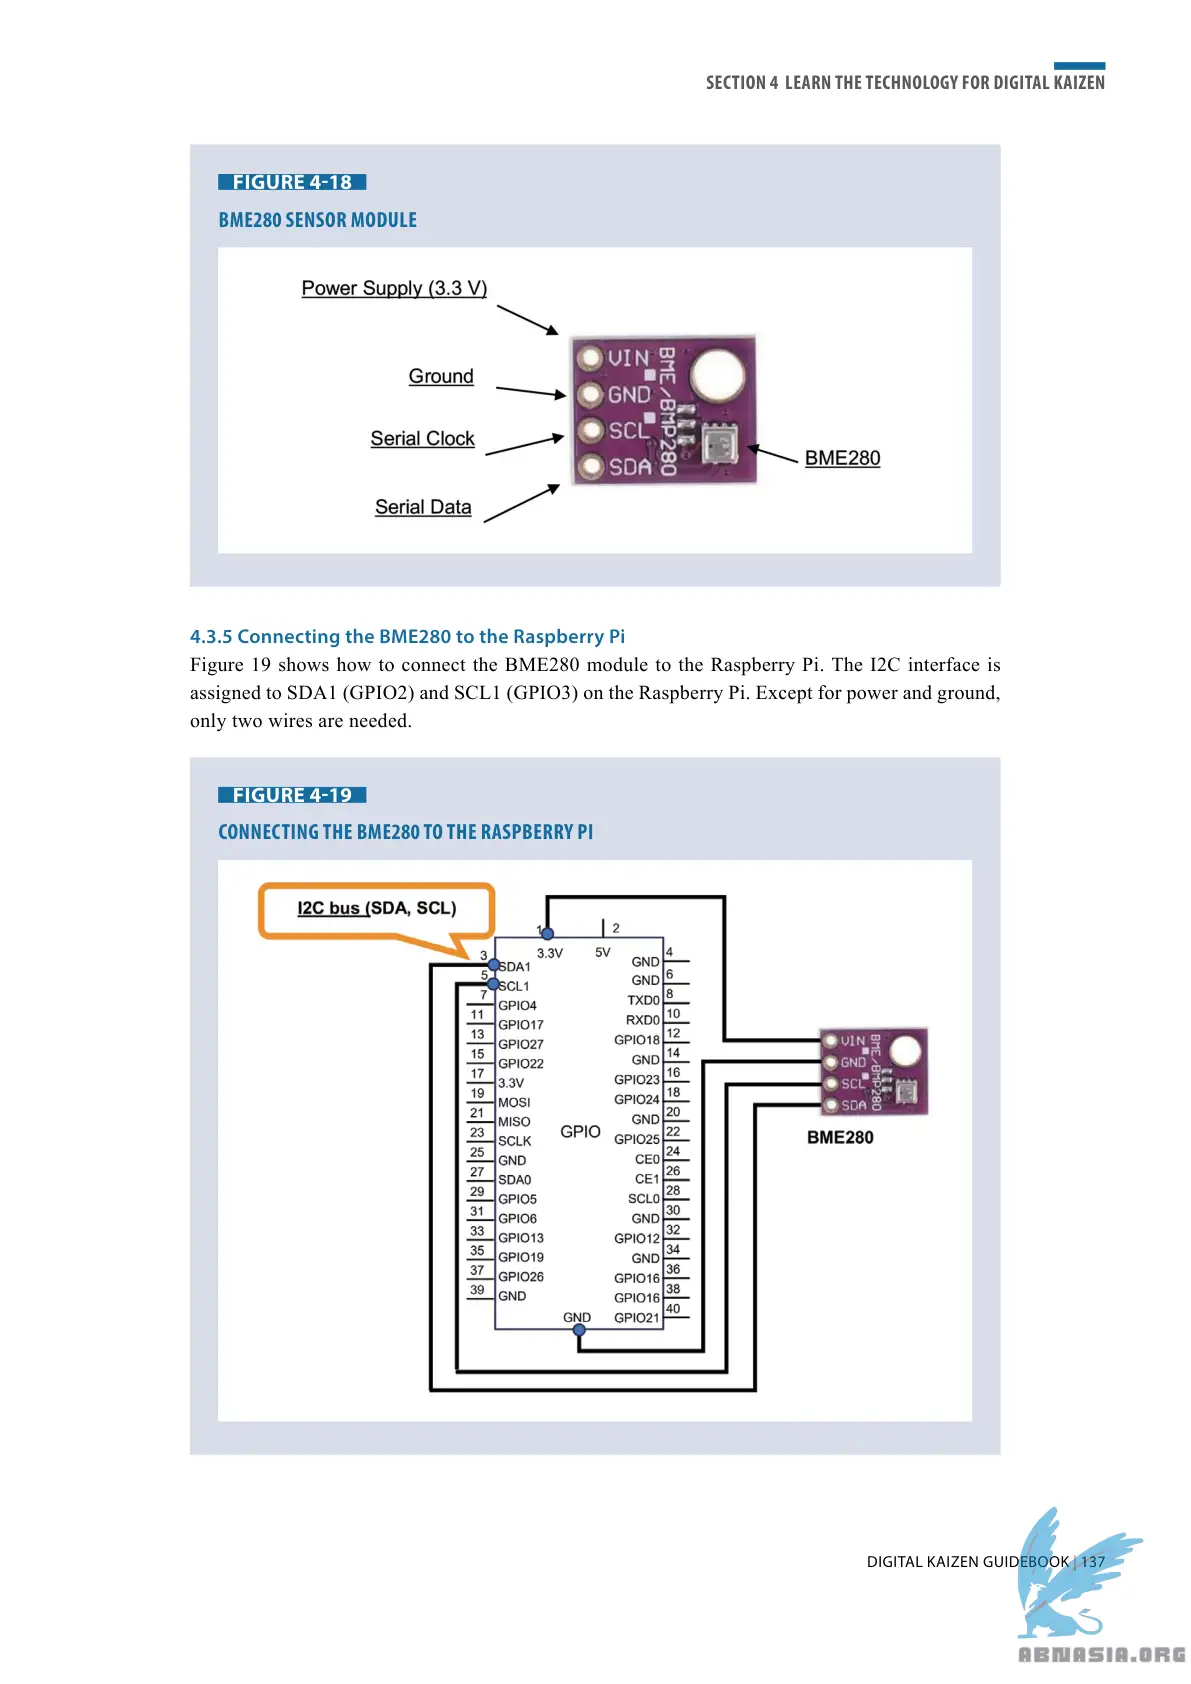 SECTION 4 LEARN THE TECHNOLOGY FOR DIGITAL KAIZEN
FIGURE 4-18
BME280 SENSOR MODULE
Power Supply (3.3 V)
Ground
Serial Clock
Serial Data
VIN
GND
SCL
SDA
BME/BMP280
BME280
4.3.5 Connecting the BME280 to the Raspberry Pi
Figure 19 shows how to connect the BME280 module to the Raspberry Pi. The I2C interface is
assigned to SDA1 (GPIO2) and SCL1 (GPIO3) on the Raspberry Pi. Except for power and ground,
only two wires are needed.
FIGURE 4-19
CONNECTING THE BME280 TO THE RASPBERRY PI
I2C bus (SDA, SCL)
1
2
3.3V
5V
3
SDA1
5
SCL1
7
GPIO4
11
GPIO17
13
GPIO27
15
GPIO22
17
3.3V
19
MOSI
21
MISO
23
SCLK
25
GND
27
SDA0
29
GPIO5
31
GPIO6
33
GPIO13
35
GPIO19
37
GPIO26
39
GND
GPIO
GND
GND 4
GND 6
TXD0 8
RXD0 10
GPIO18 12
GND 14
GPIO23 16
GPIO24 18
GND 20
GPIO25 22
CE0 24
CE1 26
SCL0 28
GND 30
GPIO12 32
GND 34
GPIO16 36
GPIO16 38
GPIO21 40
VIN
GND
SCL
SDA
BME/BMP280
BME280
DIGITAL KAIZEN GUIDEBOOK | 137
ABNASIA.ORG